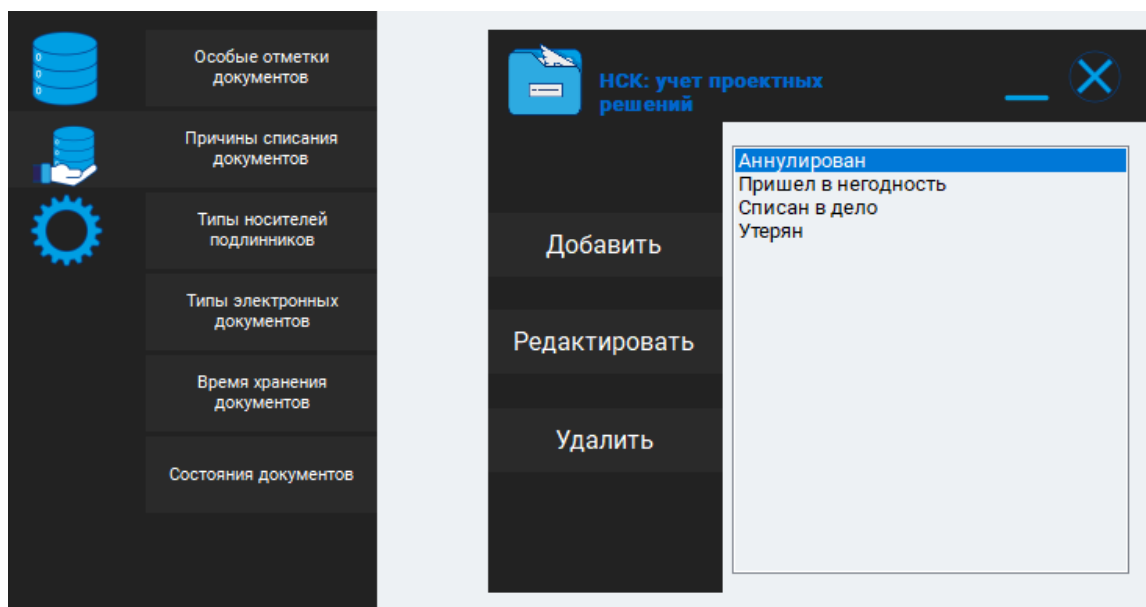 Особые отметки
документов
Причины списания
документов
Типы носителей
подлинников
Типы электронных
документов
Время хранения
документов
Состояния документов
НСК: учет проектных
решений
Добавить
Редактировать
Удалить
Аннулирован
Пришел в негодность
Списан в дело
Утерян